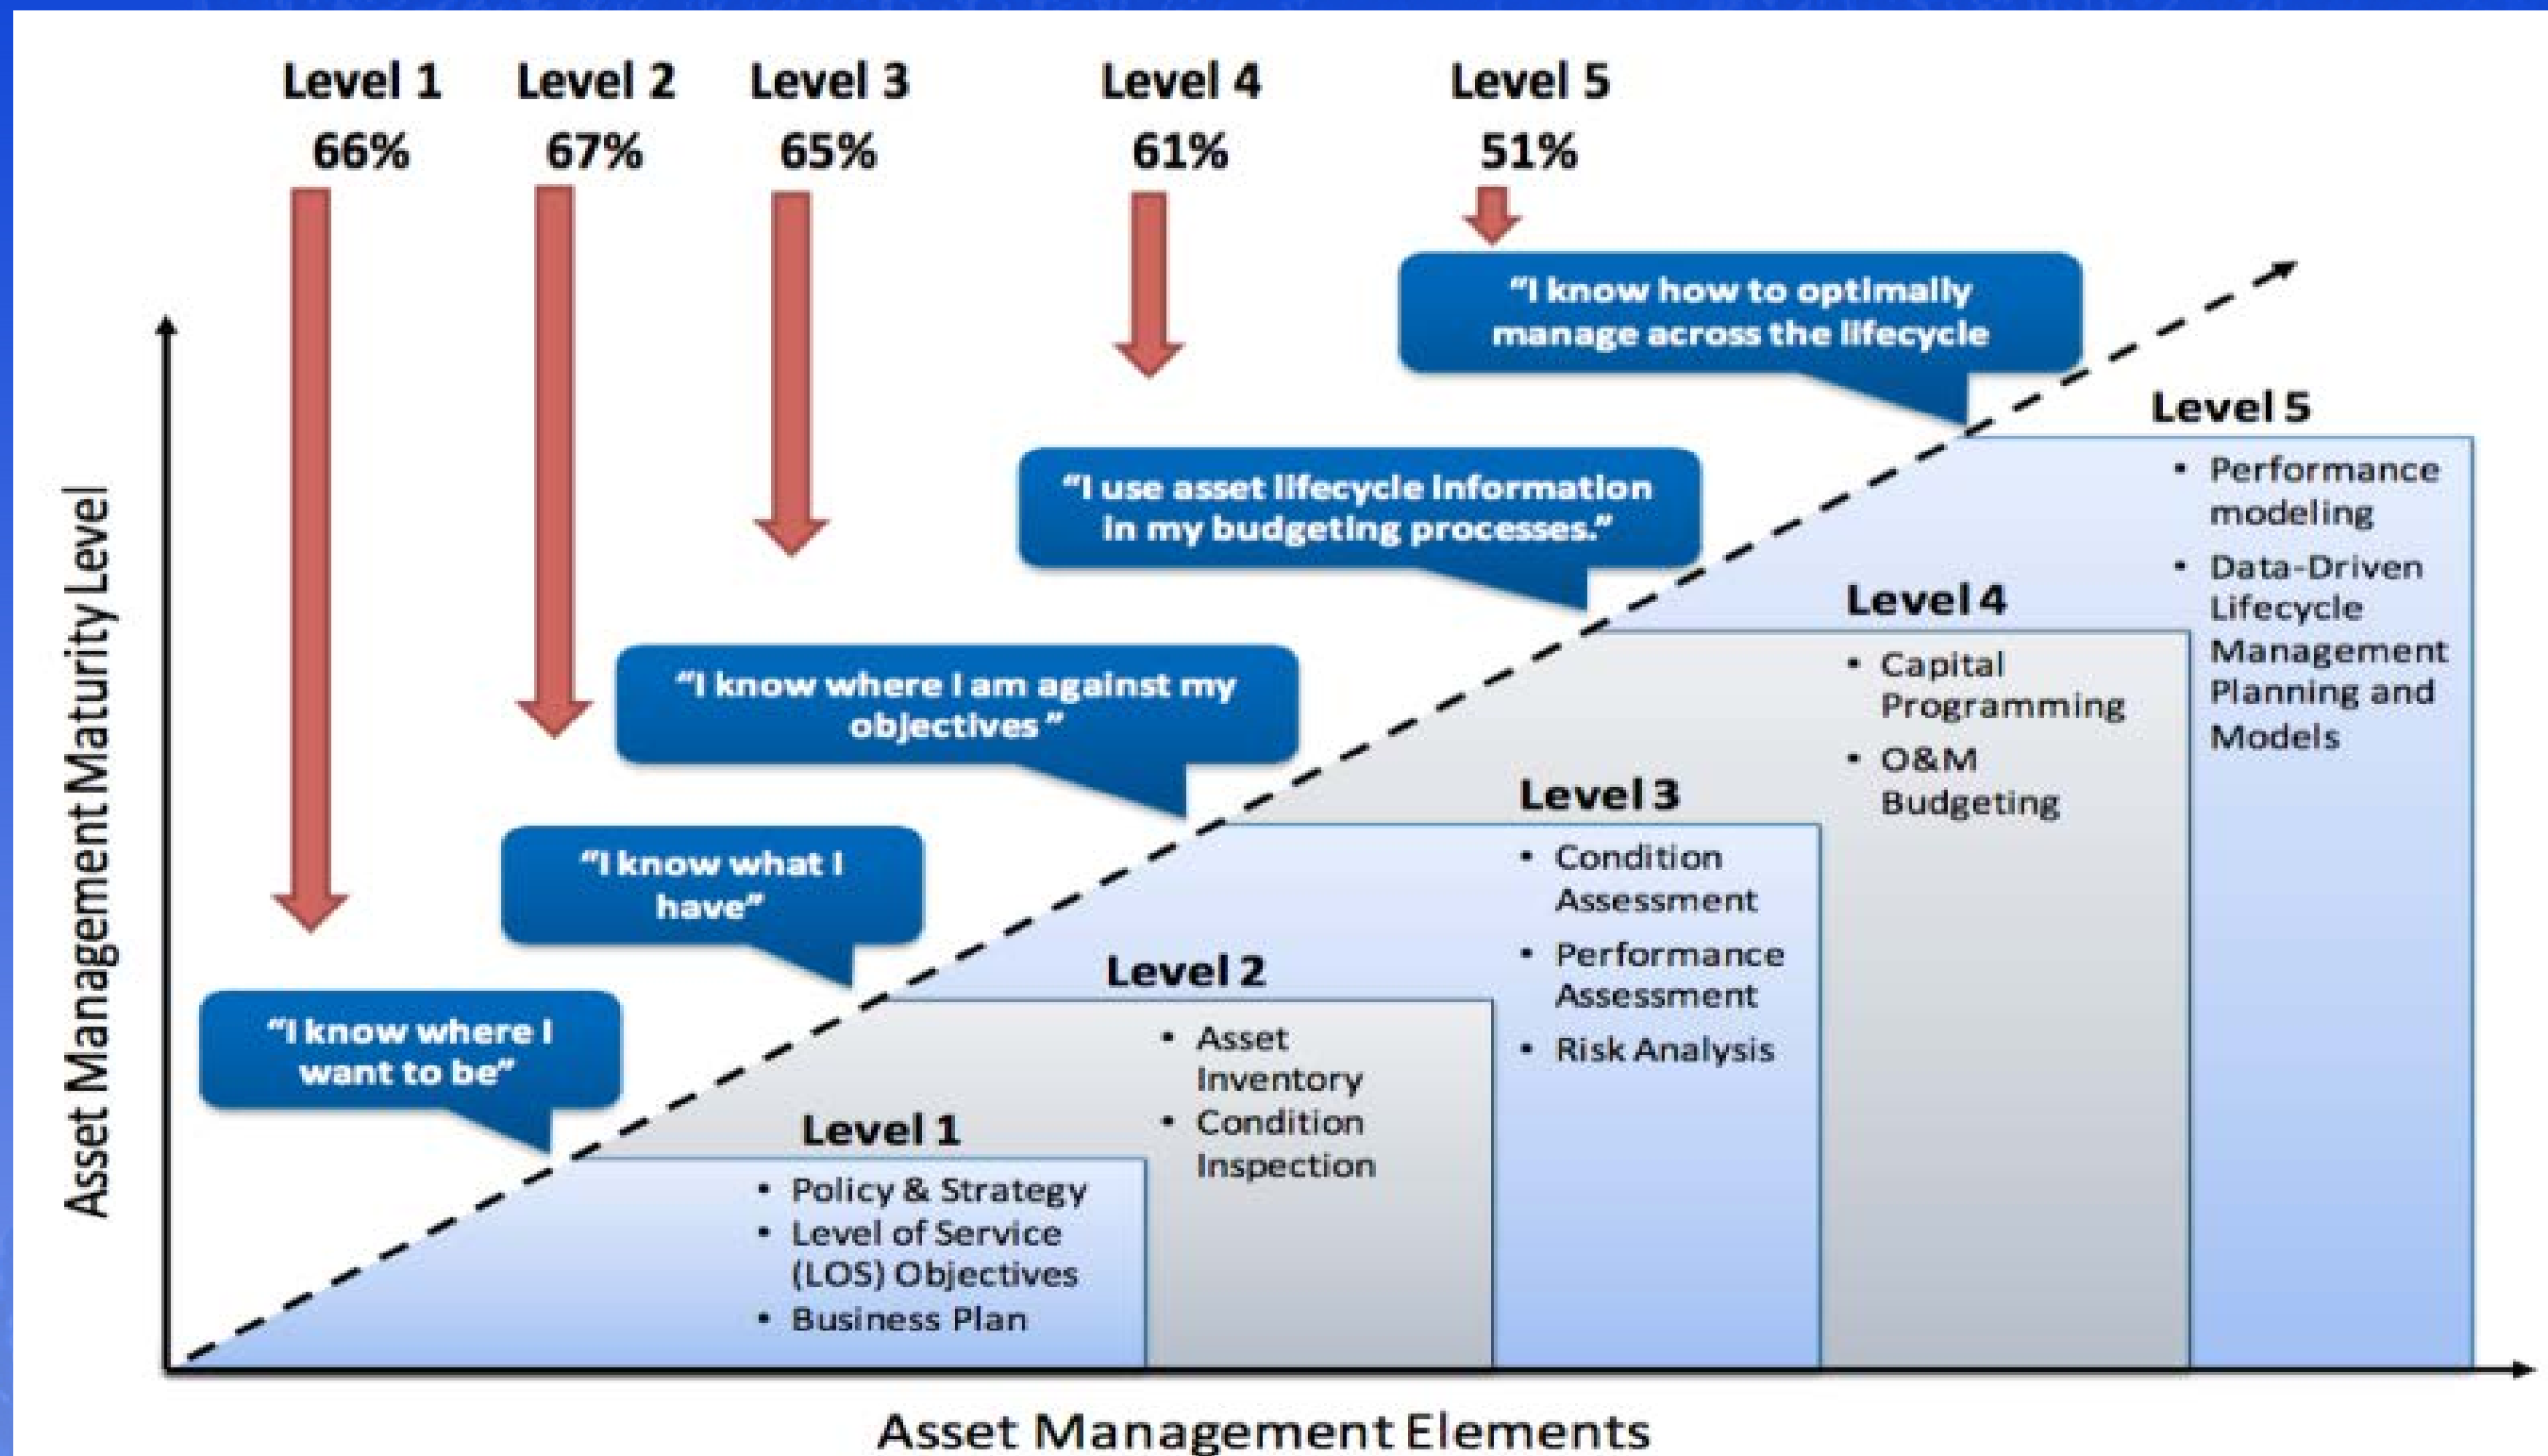 Level 1 Level 2 Level 3 Level 4 Level 5
66% 67% 65% 61% 51%
“I know how to optimally
manage across the lifecycle
“I use asset lifecycle information
in my budgeting processes.”
“I know where I am against my
objectives ”
“I know what I
have”
“I know where I
want to be”
Level 5
• Performance
modeling
• Data-Driven
Lifecycle
Management
Planning and
Models
Level 4
• Capital
Programming
• O&M
Budgeting
Level 3
• Condition
Assessment
• Performance
Assessment
• Risk Analysis
Level 2
• Asset
Inventory
• Condition
Inspection
Level 1
• Policy & Strategy
• Level of Service
(LOS) Objectives
• Business Plan
Asset Management Maturity Level
Asset Management Elements